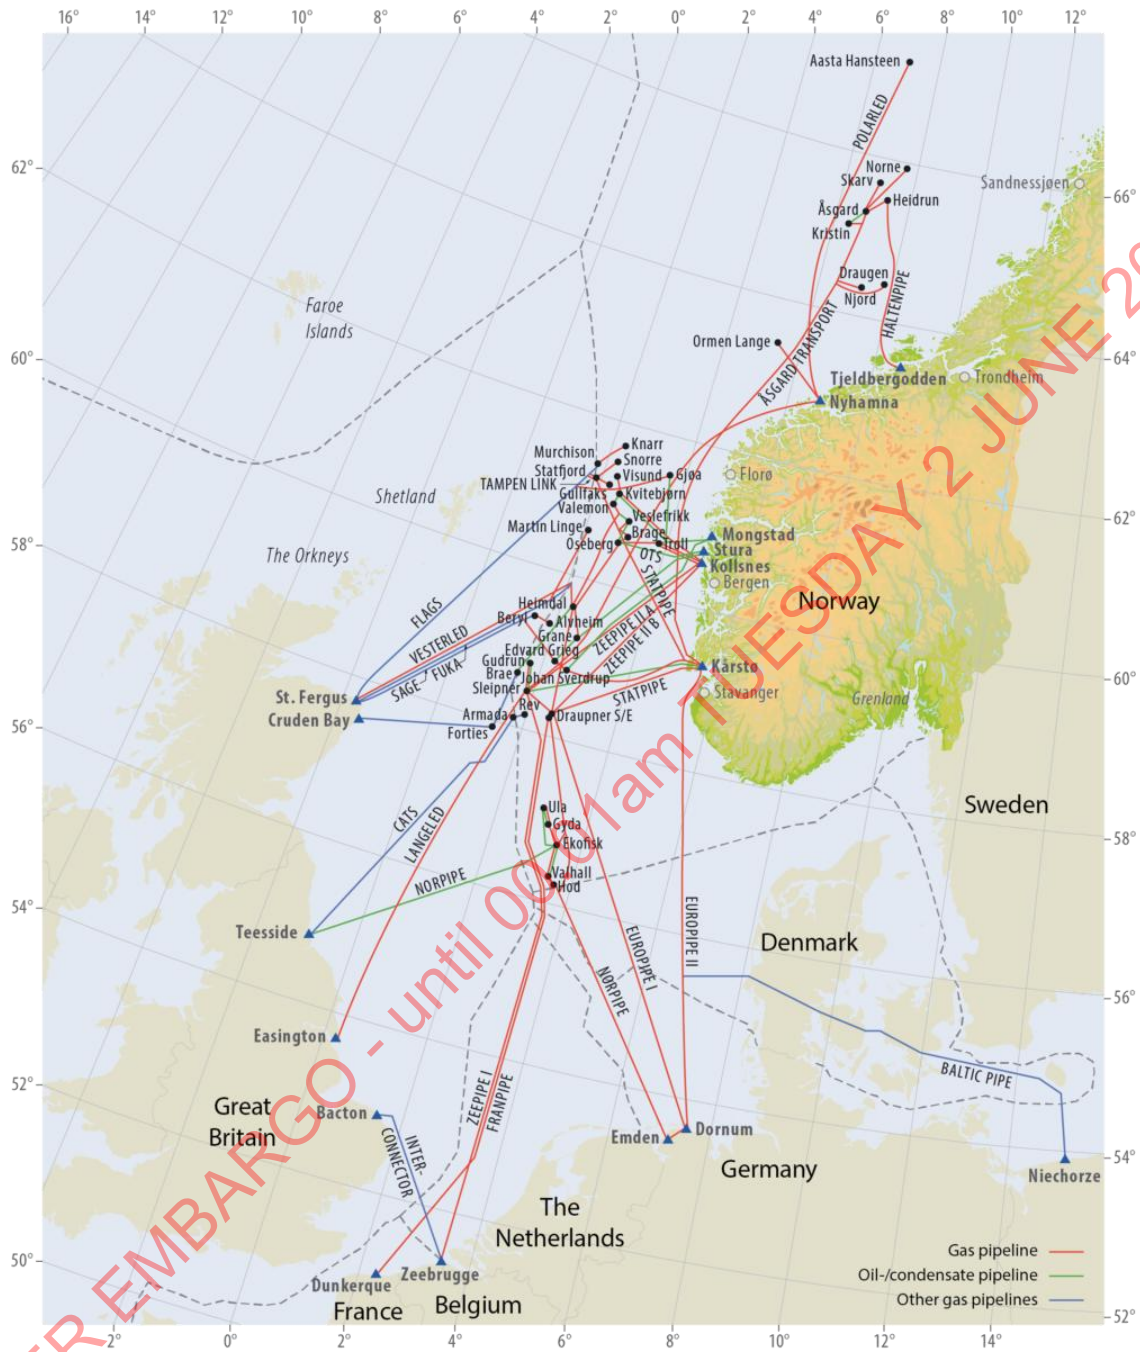 16°
14°
12°
10°
8°
6°
4°
2°
0°
2°
4°
6°
8°
10°
12°
Aasta Hansteen
POLARLED
62°
Norne
Skarv
Sandnessjøen
66°
Heidrun
Åsgard
Kristin
Draugen
Njord
HALTENPIPE
Faroe
Islands
Ormen Lange
ÅSGARD TRANSPORT
60°
64°
Tjeldbergodden
Trondheim
Nyhamna
Knarr
Murchison
Snorre
Statfjord
Visund
Gjøa
Florø
TAMPEN LINK
Gullfaks
Kvitebjørn
Shetland
Valemon
Veslefrikk
Martin Linge
Brage
Mongstad
62°
Oseberg
Troll
Stura
OTS
Kollsnes
58°
The Orkneys
STATPIPE
Bergen
Norway
FLAGS
Heimdal
Beryl
Alvheim
ZEEPIPE II A
Grane
ZEEPIPE II B
VESTERLED
Edvard Grieg
Gudrun
SAGE
FUKA
Brae
Johan Sverdrup
Kårstø
Sleipner
STATPIPE
Stavanger
Grenland
60°
St. Fergus
Rev
Cruden Bay
Armada
Draupner S/E
Forties
56°
Sweden
CATS
LANGELED
Ula
Gyda
Ekofisk
58°
NORPIPE
Valhall
Hod
54°
Teesside
EUROPIPE II
EUROPIPE I
Denmark
NORPIPE
56°
Easington
BALTIC PIPE
52°
Great
Britain
Bacton
ZEEPIPE I
FRANPIPE
INTER-
CONNECTOR
Emden
Dornum
Germany
54°
Niechorze
The
Netherlands
50°
Dunkerque
Zeebrugge
France
Belgium
Gas pipeline
Oil-/condensate pipeline
Other gas pipelines
52°
2°
0°
2°
4°
6°
8°
10°
12°
14°
EMBARGO - until 00:01am TUESDAY 2 JUNE